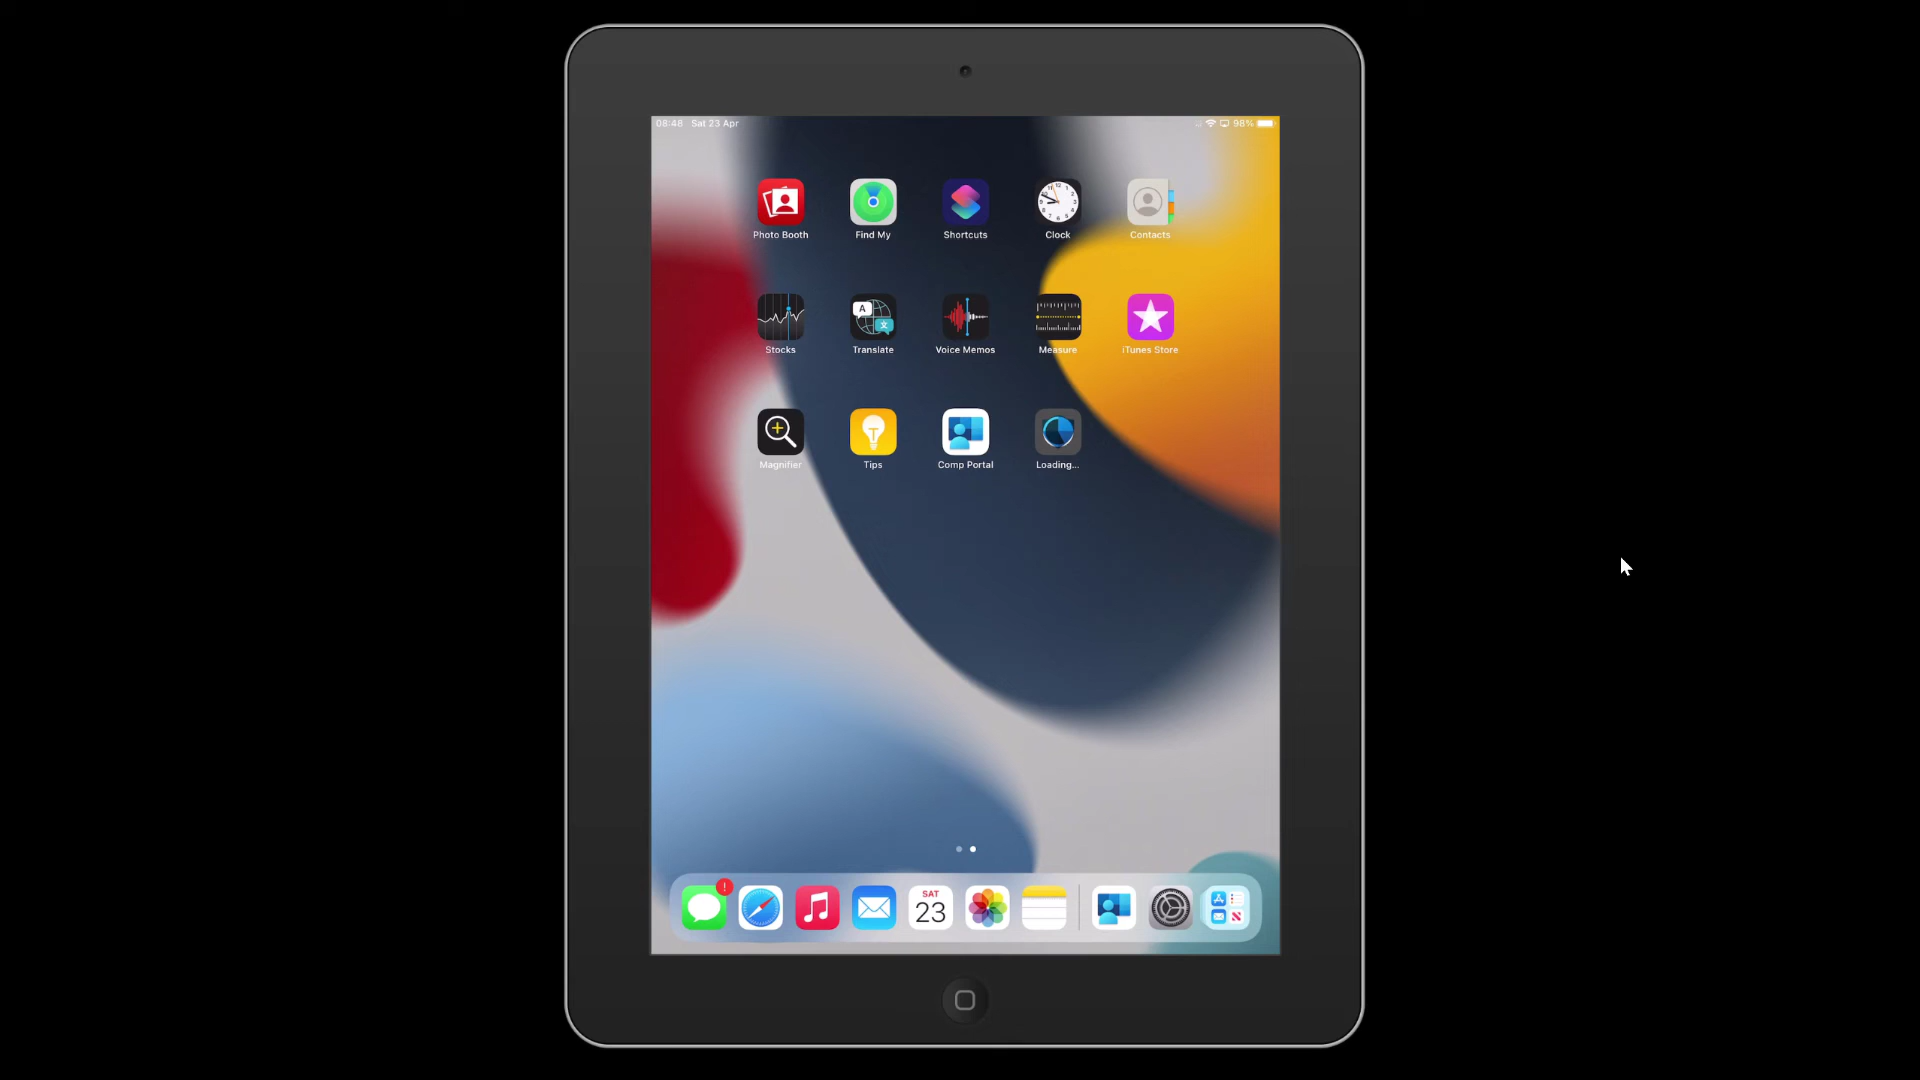 08:48 Sat 23 Apr 98%
Photo Booth Find My Shortcuts Clock Contacts
Stocks Translate Voice Memos Measure iTunes Store
Magnifier Tips Comp Portal Loading...
SAT
23